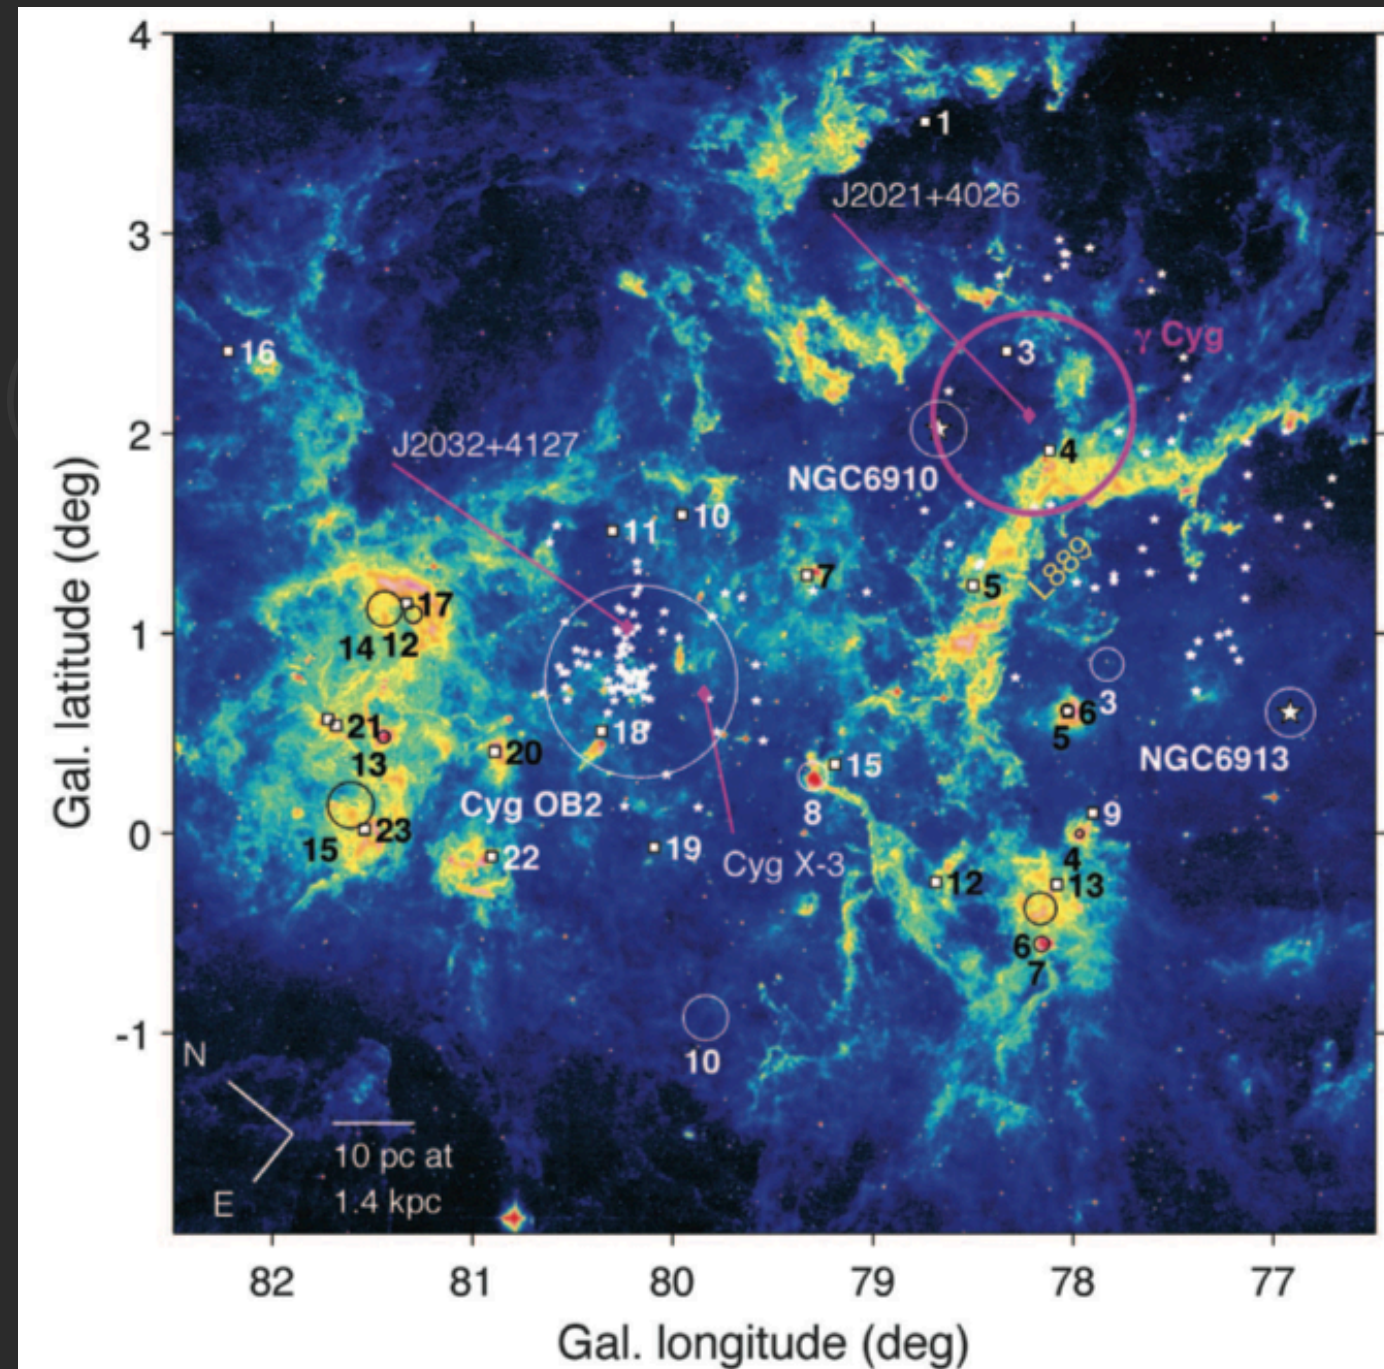 4
1
J2021+4026
3
γ Cyg
3
16
J2032+4127
2
4
NGC6910
10
11
7
5
L889
17
14 12
1
3
21
6
5
18
13
20
15
NGC6913
Cyg OB2
8
9
23
0
15
19
4
22
Cyg X-3
12
13
6
7
-1
N
10
10 pc at
E
1.4 kpc
82 81 80 79 78 77
Gal. longitude (deg)
Gal. latitude (deg)